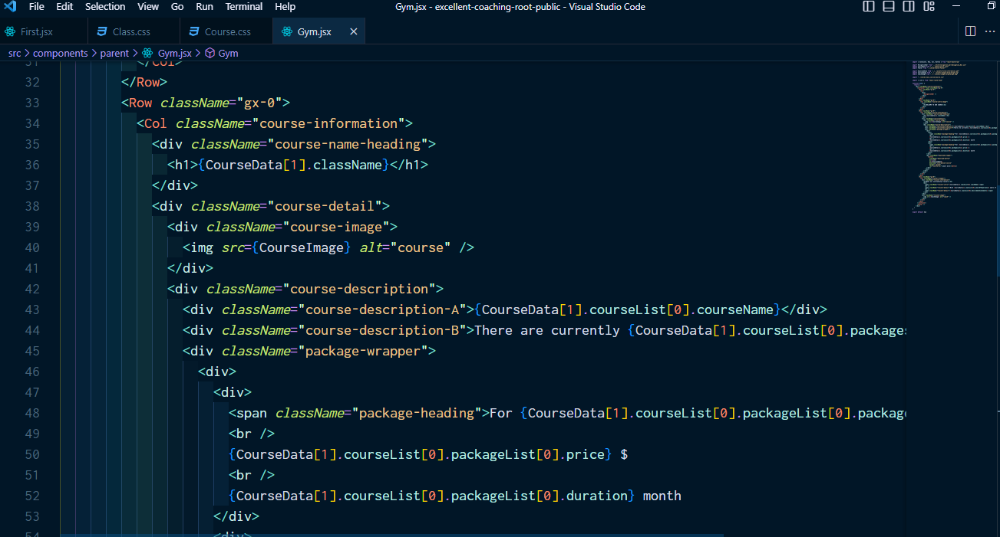 File Edit Selection View Go Run Terminal Help Gym.jsx - excellent-coaching-root-public - Visual Studio Code
First.jsx Class.css Course.css Gym.jsx ✕
src > components > parent > Gym.jsx > Gym
31 </Col>
32 </Row>
33 <Row className="gx-0">
34 <Col className="course-information">
35 <div className="course-name-heading">
36 <h1>{CourseData[1].className}</h1>
37 </div>
38 <div className="course-detail">
39 <div className="course-image">
40 <img src={CourseImage} alt="course" />
41 </div>
42 <div className="course-description">
43 <div className="course-description-A">{CourseData[1].courseList[0].courseName}</div>
44 <div className="course-description-B">There are currently {CourseData[1].courseList[0].packages
45 <div className="package-wrapper">
46 <div>
47 <div>
48 <span className="package-heading">For {CourseData[1].courseList[0].packageList[0].package
49 <br />
50 {CourseData[1].courseList[0].packageList[0].price} $
51 <br />
52 {CourseData[1].courseList[0].packageList[0].duration} month
53 </div>
54 <div>